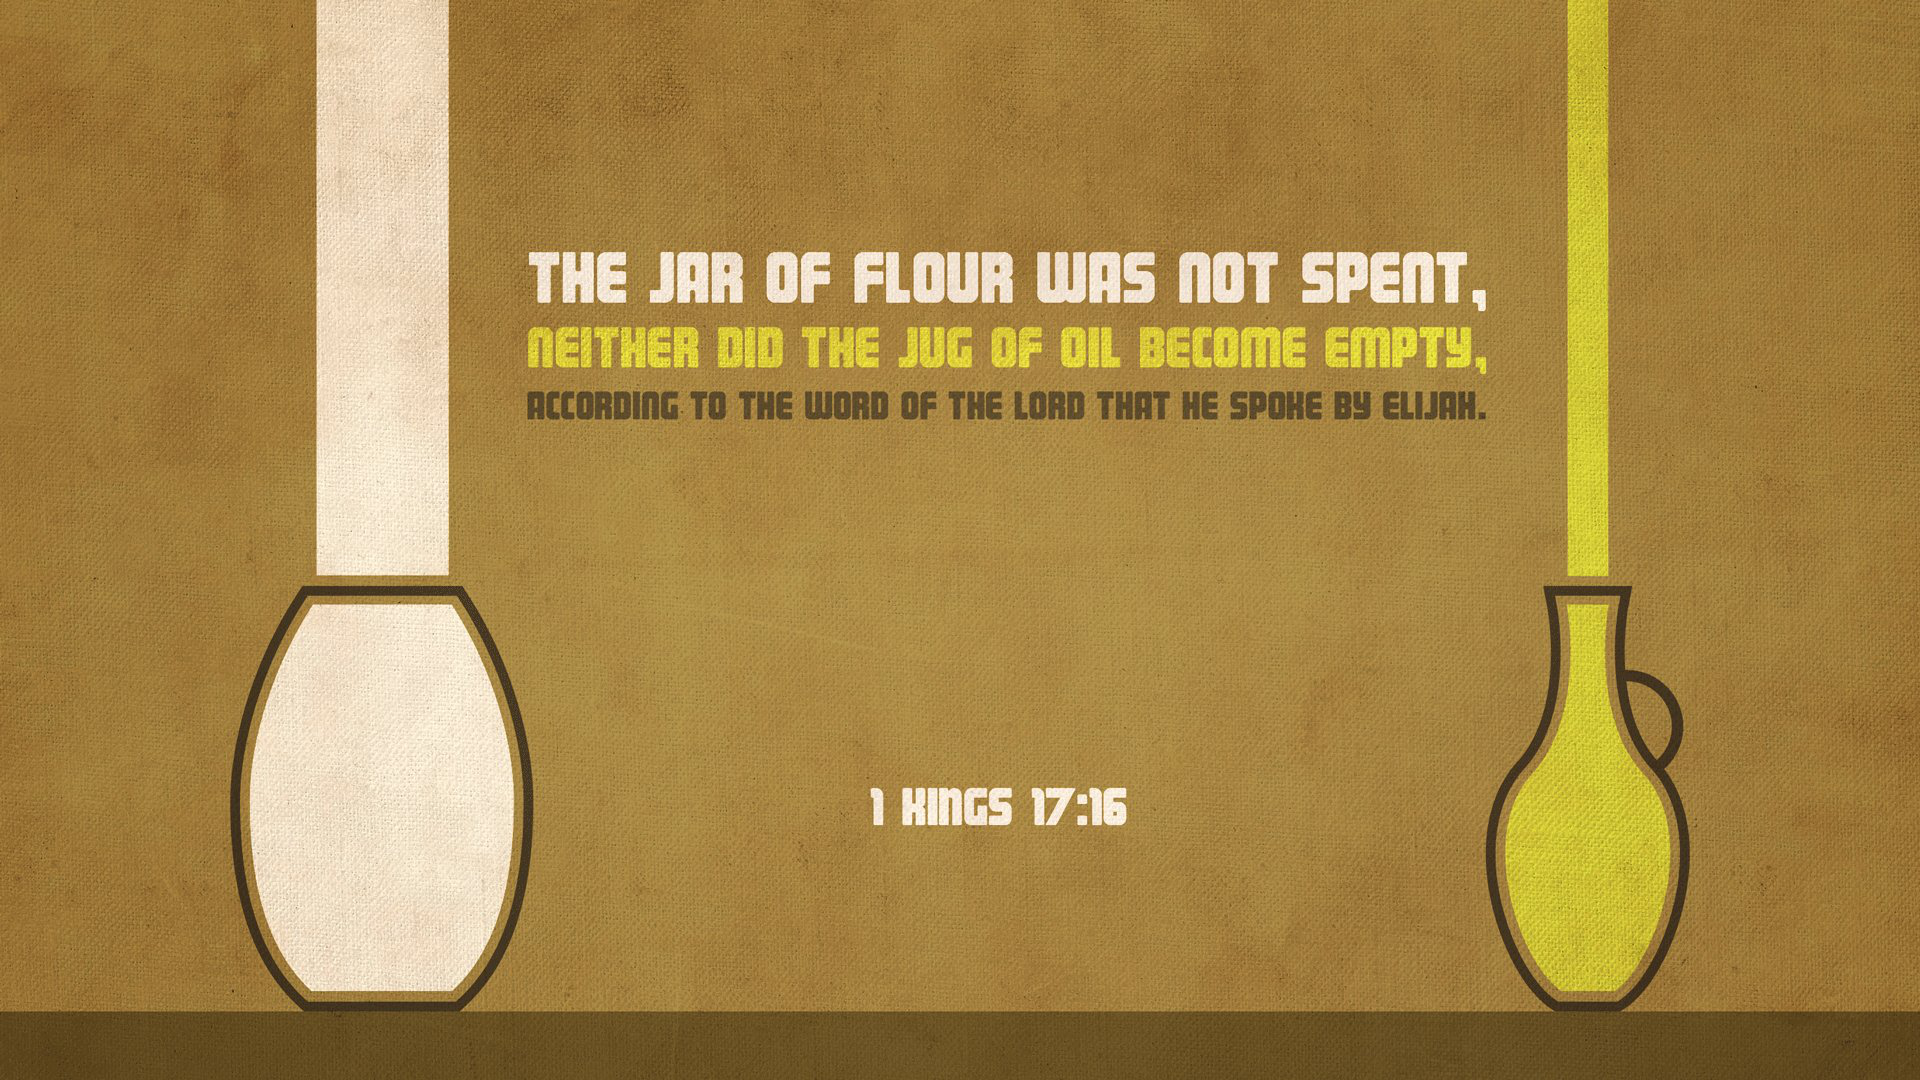 THE JAR OF FLOUR WAS NOT SPENT,
NEITHER DID THE JUG OF OIL BECOME EMPTY,
ACCORDING TO THE WORD OF THE LORD THAT HE SPOKE BY ELIJAH.
1 KINGS 17:16